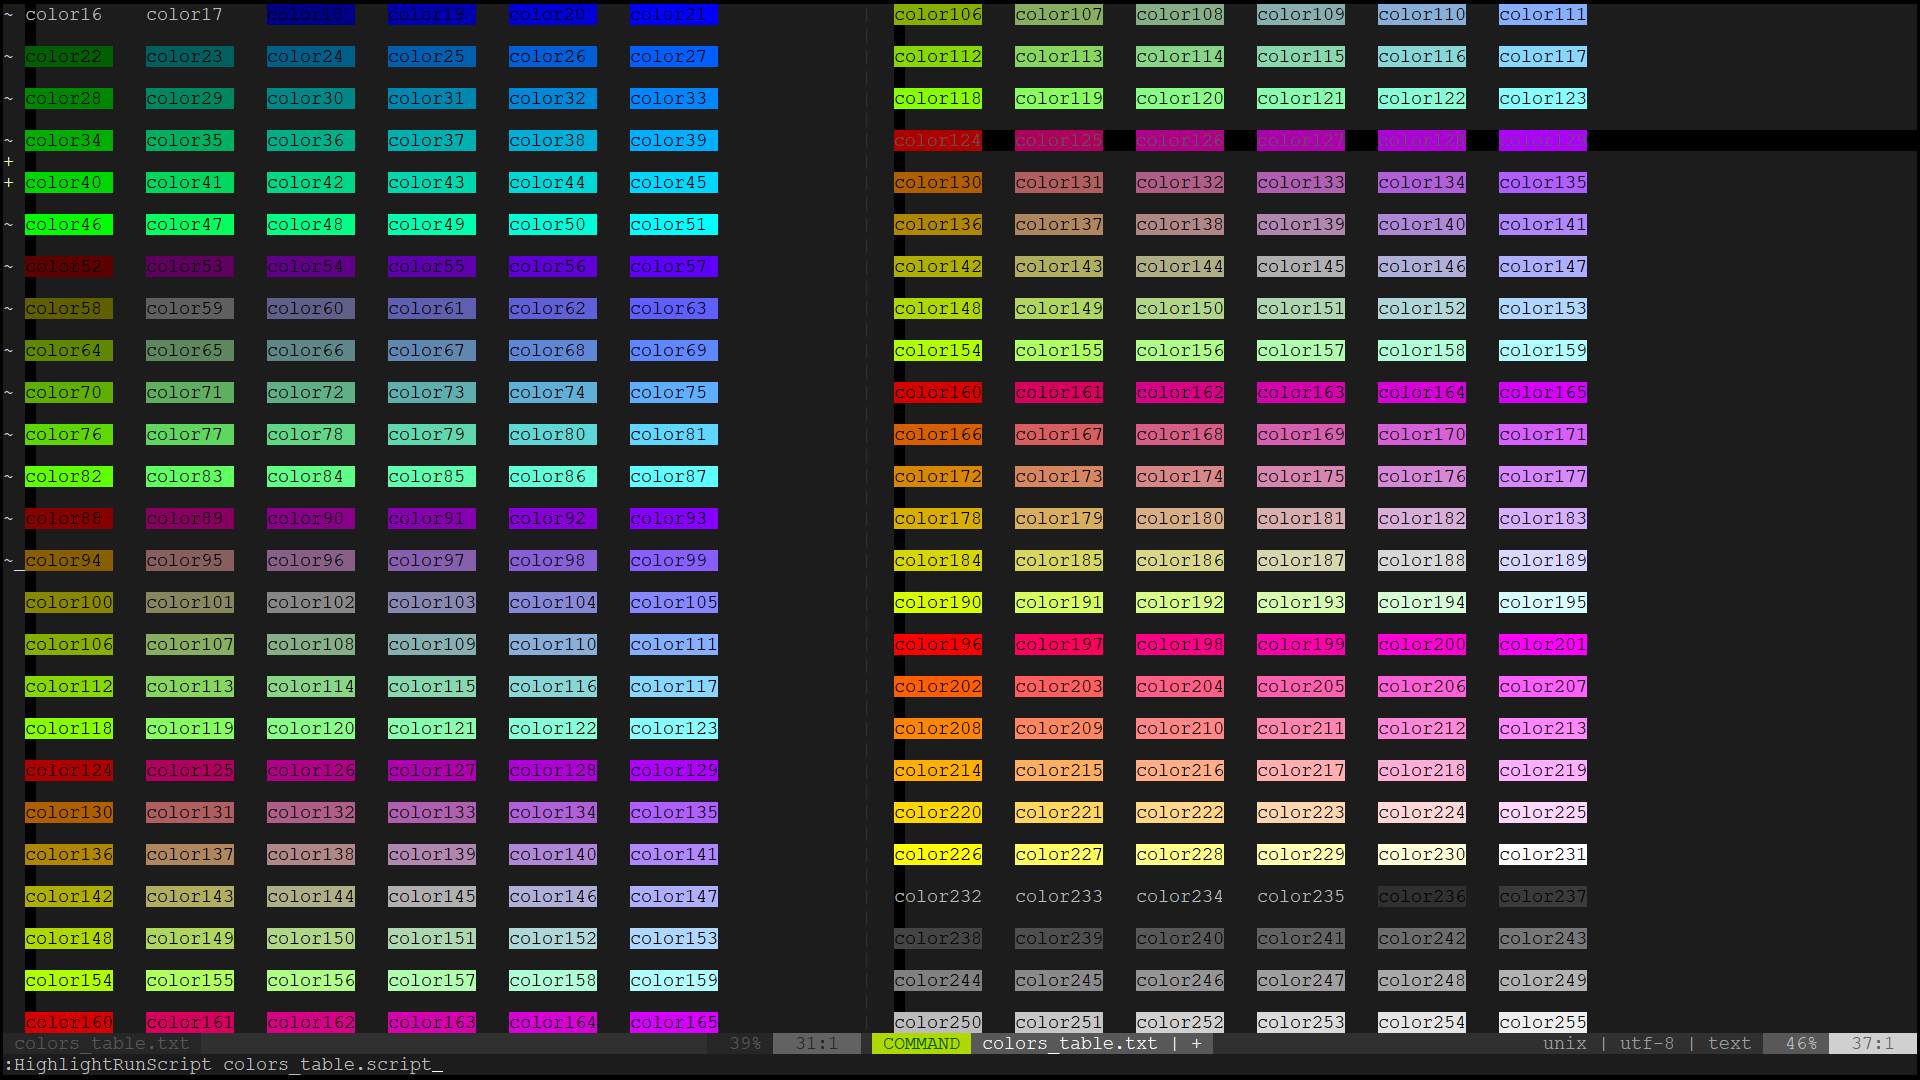 ~ color16 color17 color18 color19 color20 color21
~ color22 color23 color24 color25 color26 color27
~ color28 color29 color30 color31 color32 color33
~ color34 color35 color36 color37 color38 color39
+
+ color40 color41 color42 color43 color44 color45
~ color46 color47 color48 color49 color50 color51
~ color52 color53 color54 color55 color56 color57
~ color58 color59 color60 color61 color62 color63
~ color64 color65 color66 color67 color68 color69
~ color70 color71 color72 color73 color74 color75
~ color76 color77 color78 color79 color80 color81
~ color82 color83 color84 color85 color86 color87
~ color88 color89 color90 color91 color92 color93
~_color94 color95 color96 color97 color98 color99
color100 color101 color102 color103 color104 color105
color106 color107 color108 color109 color110 color111
color112 color113 color114 color115 color116 color117
color118 color119 color120 color121 color122 color123
color124 color125 color126 color127 color128 color129
color130 color131 color132 color133 color134 color135
color136 color137 color138 color139 color140 color141
color142 color143 color144 color145 color146 color147
color148 color149 color150 color151 color152 color153
color154 color155 color156 color157 color158 color159
color160 color161 color162 color163 color164 color165
colors_table.txt 39% 31:1
color106 color107 color108 color109 color110 color111
color112 color113 color114 color115 color116 color117
color118 color119 color120 color121 color122 color123
color124 color125 color126 color127 color128 color129
color130 color131 color132 color133 color134 color135
color136 color137 color138 color139 color140 color141
color142 color143 color144 color145 color146 color147
color148 color149 color150 color151 color152 color153
color154 color155 color156 color157 color158 color159
color160 color161 color162 color163 color164 color165
color166 color167 color168 color169 color170 color171
color172 color173 color174 color175 color176 color177
color178 color179 color180 color181 color182 color183
color184 color185 color186 color187 color188 color189
color190 color191 color192 color193 color194 color195
color196 color197 color198 color199 color200 color201
color202 color203 color204 color205 color206 color207
color208 color209 color210 color211 color212 color213
color214 color215 color216 color217 color218 color219
color220 color221 color222 color223 color224 color225
color226 color227 color228 color229 color230 color231
color232 color233 color234 color235 color236 color237
color238 color239 color240 color241 color242 color243
color244 color245 color246 color247 color248 color249
color250 color251 color252 color253 color254 color255
COMMAND colors_table.txt | + unix | utf-8 | text 46% 37:1
:HighlightRunScript colors_table.script_